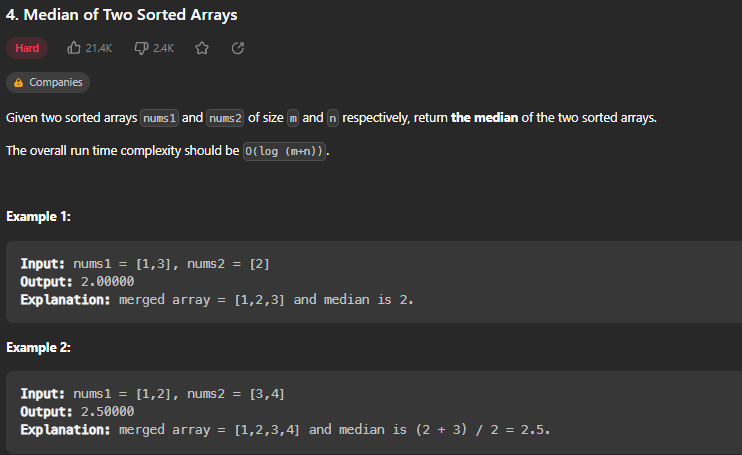 4. Median of Two Sorted Arrays
Hard 21.4K 2.4K
Companies
Given two sorted arrays nums1 and nums2 of size m and n respectively, return the median of the two sorted arrays.
The overall run time complexity should be O(log (m+n)).
Example 1:
Input: nums1 = [1,3], nums2 = [2]
Output: 2.00000
Explanation: merged array = [1,2,3] and median is 2.
Example 2:
Input: nums1 = [1,2], nums2 = [3,4]
Output: 2.50000
Explanation: merged array = [1,2,3,4] and median is (2 + 3) / 2 = 2.5.